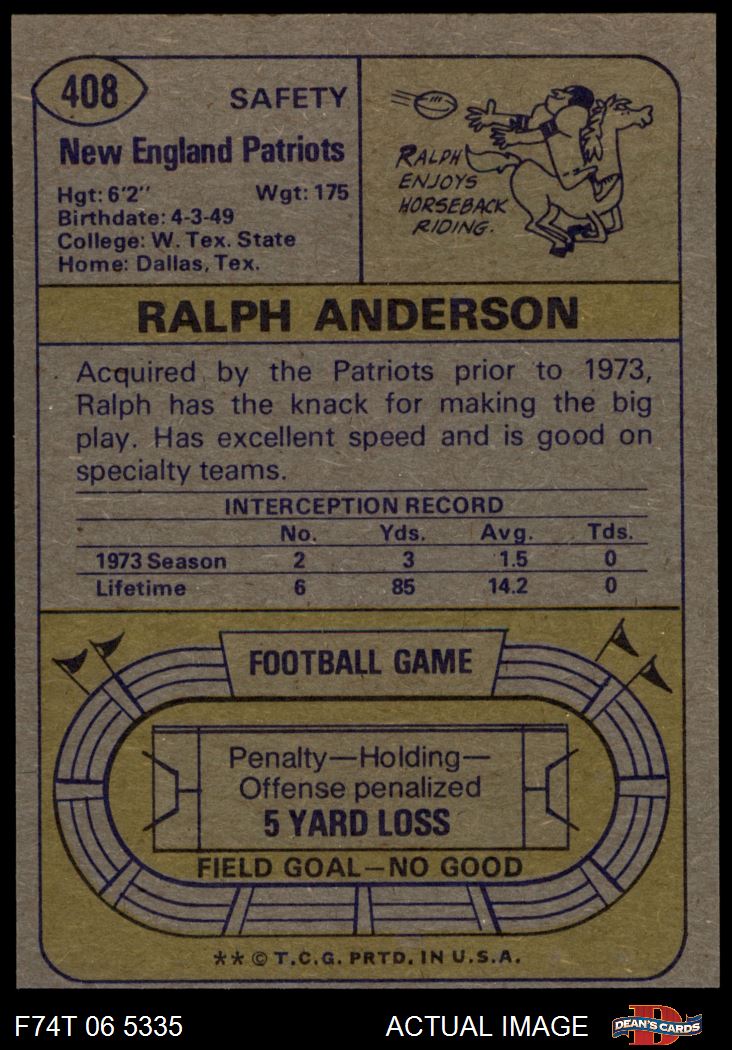 408
SAFETY
New England Patriots
Hgt: 6'2" Wgt: 175
Birthdate: 4-3-49
College: W. Tex. State
Home: Dallas, Tex.
RALPH
ENJOYS
HORSEBACK
RIDING.
RALPH ANDERSON
Acquired by the Patriots prior to 1973,
Ralph has the knack for making the big
play. Has excellent speed and is good on
specialty teams.
INTERCEPTION RECORD
No. Yds. Avg. Tds.
1973 Season 2 3 1.5 0
Lifetime 6 85 14.2 0
FOOTBALL GAME
Penalty—Holding—
Offense penalized
5 YARD LOSS
FIELD GOAL—NO GOOD
** © T.C.G. PRTD. IN U.S.A.
F74T 06 5335 ACTUAL IMAGE D DEAN'S CARDS